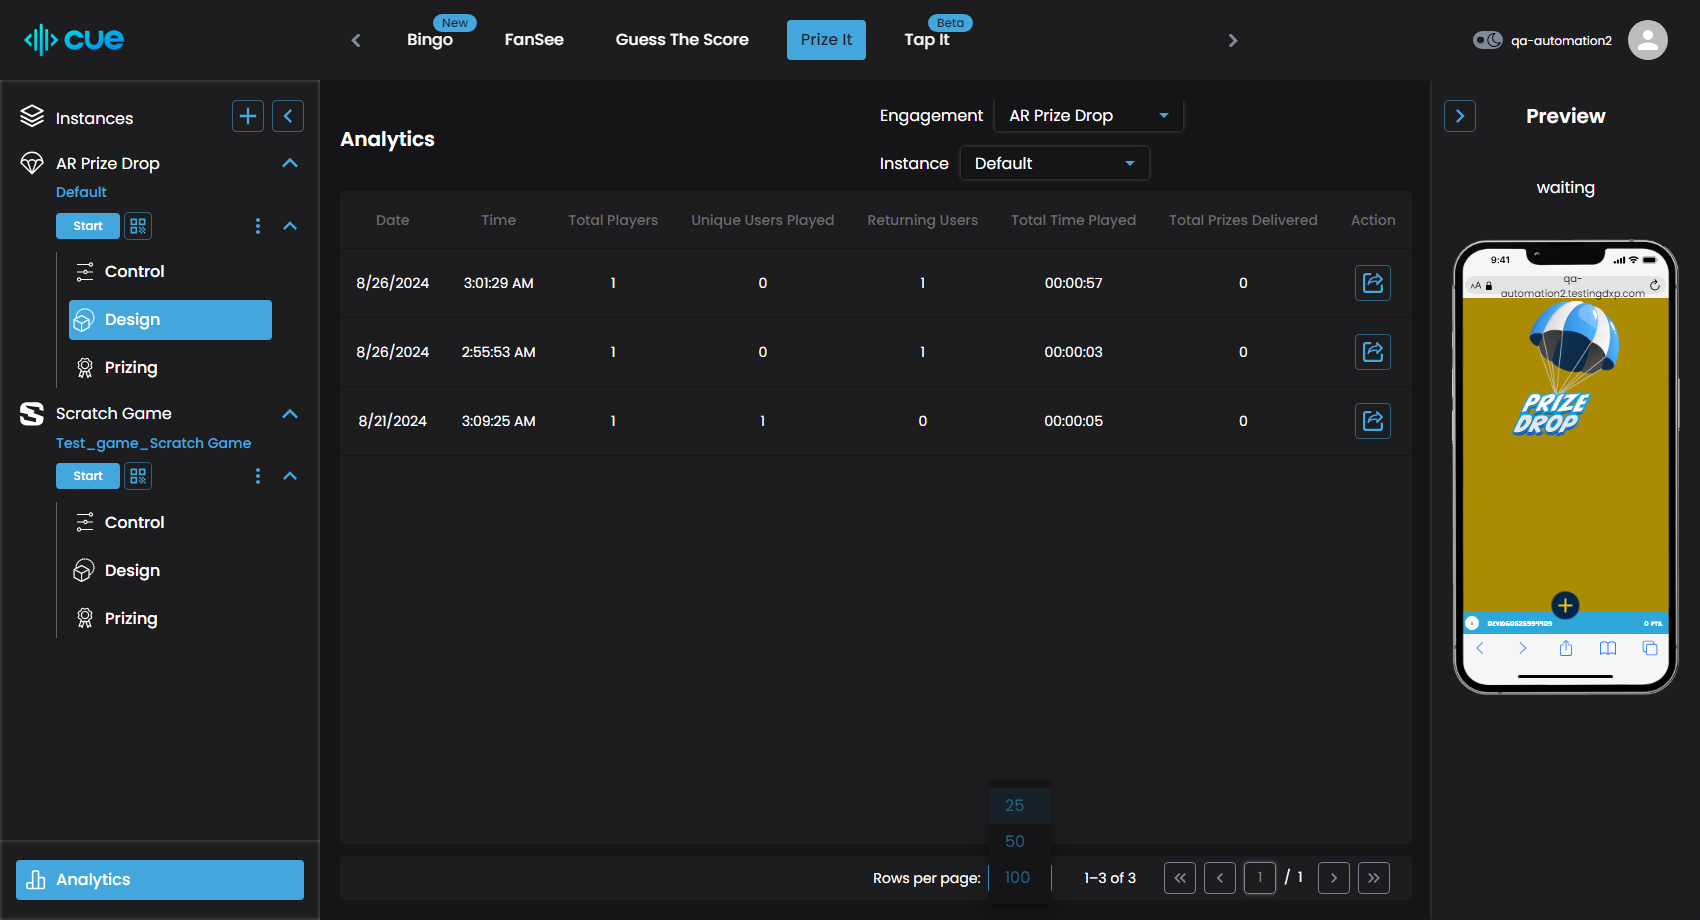 cue
New
Bingo
FanSee
Guess The Score
Prize It
Beta
Tap It
qa-automation2
Instances
AR Prize Drop
Default
Start
Control
Design
Prizing
Scratch Game
Test_game_Scratch Game
Start
Control
Design
Prizing
Analytics
Analytics
Engagement AR Prize Drop
Instance Default
Date Time Total Players Unique Users Played Returning Users Total Time Played Total Prizes Delivered Action
8/26/2024 3:01:29 AM 1 0 1 00:00:57 0
8/26/2024 2:55:53 AM 1 0 1 00:00:03 0
8/21/2024 3:09:25 AM 1 1 0 00:00:05 0
25
50
100
Rows per page:
1–3 of 3
1 / 1
Preview
waiting
9:41
AA
qa-
automation2.testingdxp.com
PRIZE
DROP
0 PTS.